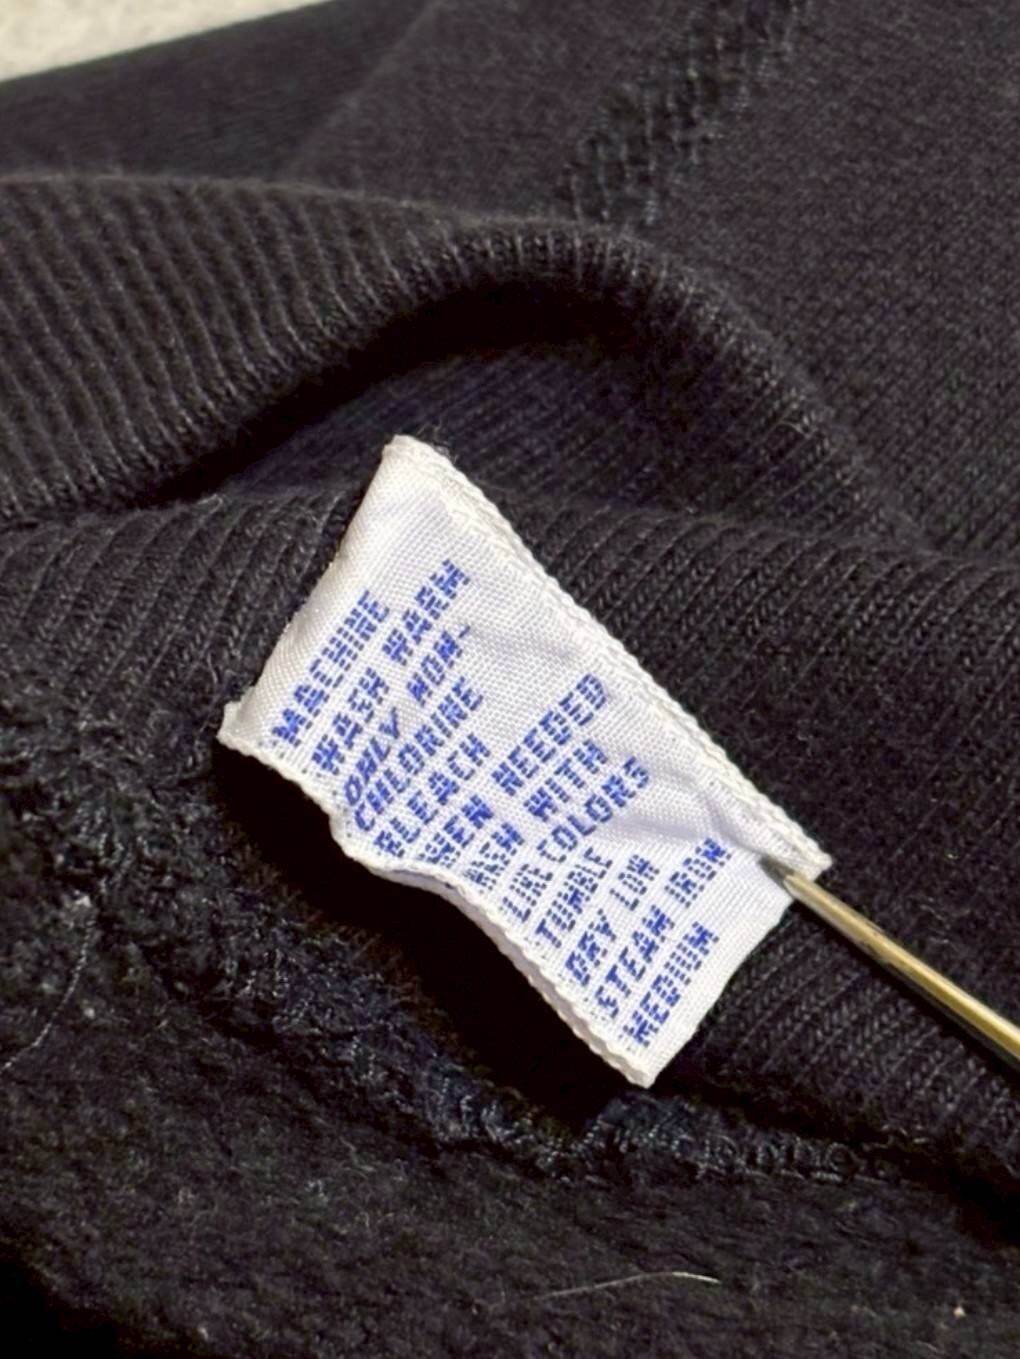 MACHINE
WASH WARM
ONLY NON-
CHLORINE
BLEACH
WHEN NEEDED
WASH WITH
LIKE COLORS
TUMBLE
DRY LOW
STEAM IRON
MEDIUM